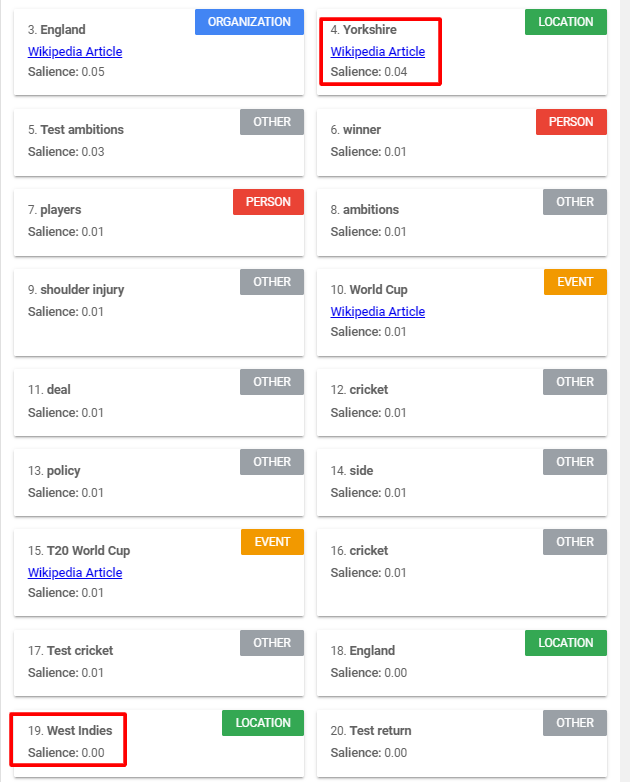 3. England
ORGANIZATION
Wikipedia Article
Salience: 0.05
4. Yorkshire
LOCATION
Wikipedia Article
Salience: 0.04
5. Test ambitions
OTHER
Salience: 0.03
6. winner
PERSON
Salience: 0.01
7. players
PERSON
Salience: 0.01
8. ambitions
OTHER
Salience: 0.01
9. shoulder injury
OTHER
Salience: 0.01
10. World Cup
EVENT
Wikipedia Article
Salience: 0.01
11. deal
OTHER
Salience: 0.01
12. cricket
OTHER
Salience: 0.01
13. policy
OTHER
Salience: 0.01
14. side
OTHER
Salience: 0.01
15. T20 World Cup
EVENT
Wikipedia Article
Salience: 0.01
16. cricket
OTHER
Salience: 0.01
17. Test cricket
OTHER
Salience: 0.01
18. England
LOCATION
Salience: 0.00
19. West Indies
LOCATION
Salience: 0.00
20. Test return
OTHER
Salience: 0.00